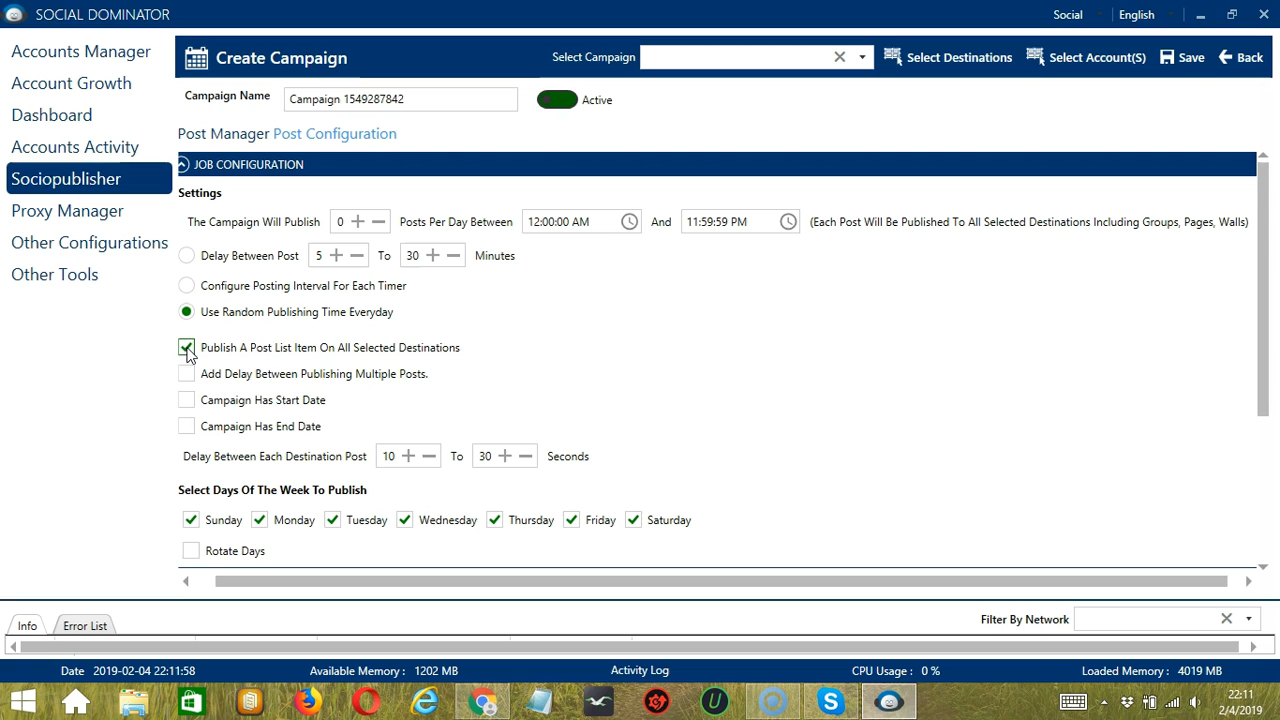 SOCIAL DOMINATOR
Social
English
Accounts Manager
Account Growth
Dashboard
Accounts Activity
Sociopublisher
Proxy Manager
Other Configurations
Other Tools
Create Campaign
Select Campaign
Select Destinations
Select Account(S)
Save
Back
Campaign Name
Campaign 1549287842
Active
Post Manager Post Configuration
JOB CONFIGURATION
Settings
The Campaign Will Publish 0 Posts Per Day Between 12:00:00 AM And 11:59:59 PM (Each Post Will Be Published To All Selected Destinations Including Groups, Pages, Walls)
Delay Between Post 5 To 30 Minutes
Configure Posting Interval For Each Timer
Use Random Publishing Time Everyday
Publish A Post List Item On All Selected Destinations
Add Delay Between Publishing Multiple Posts.
Campaign Has Start Date
Campaign Has End Date
Delay Between Each Destination Post 10 To 30 Seconds
Select Days Of The Week To Publish
Sunday Monday Tuesday Wednesday Thursday Friday Saturday
Rotate Days
Info Error List
Filter By Network
Date 2019-02-04 22:11:58 Available Memory : 1202 MB Activity Log CPU Usage : 0 % Loaded Memory : 4019 MB
22:11
2/4/2019